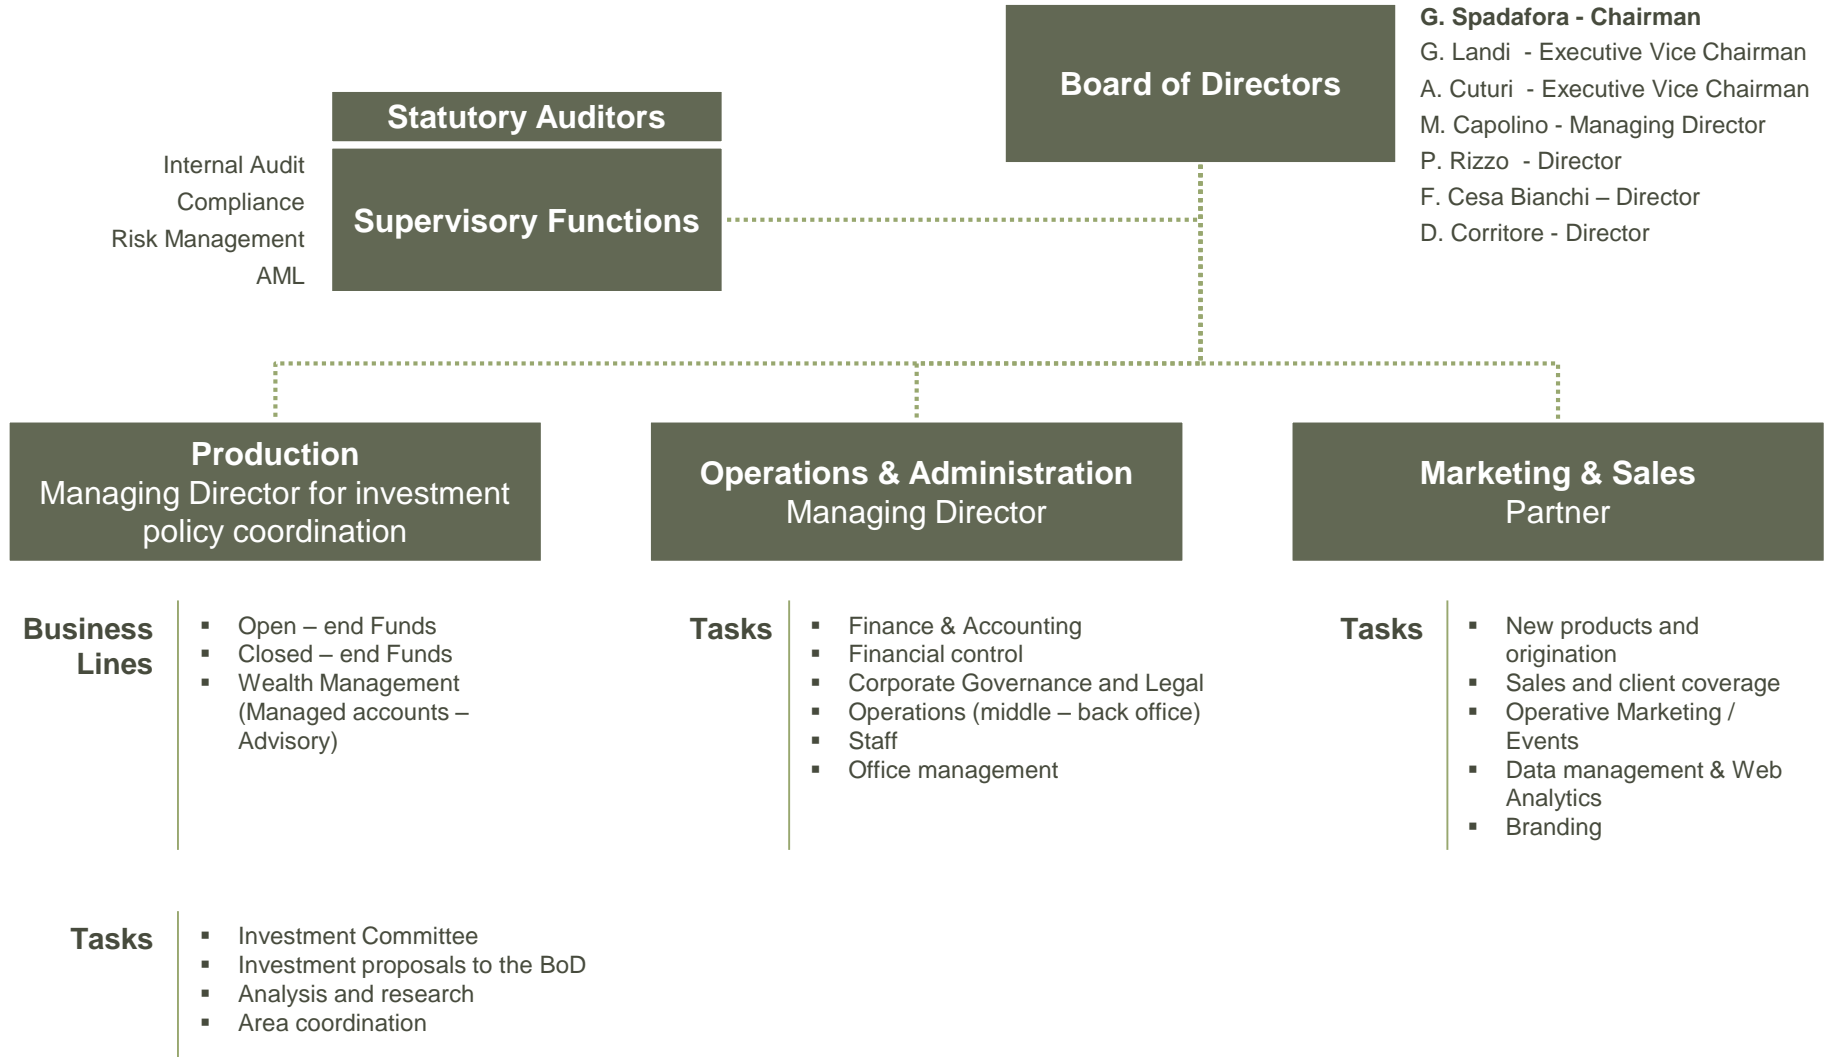 Board of Directors
G. Spadafora - Chairman
G. Landi - Executive Vice Chairman
A. Cuturi - Executive Vice Chairman
M. Capolino - Managing Director
P. Rizzo - Director
F. Cesa Bianchi – Director
D. Corritore - Director
Statutory Auditors
Supervisory Functions
Internal Audit
Compliance
Risk Management
AML
Production
Managing Director for investment
policy coordination
Business
Lines
▪ Open – end Funds
▪ Closed – end Funds
▪ Wealth Management
(Managed accounts –
Advisory)
Tasks
▪ Investment Committee
▪ Investment proposals to the BoD
▪ Analysis and research
▪ Area coordination
Operations & Administration
Managing Director
Tasks
▪ Finance & Accounting
▪ Financial control
▪ Corporate Governance and Legal
▪ Operations (middle – back office)
▪ Staff
▪ Office management
Marketing & Sales
Partner
Tasks
▪ New products and
origination
▪ Sales and client coverage
▪ Operative Marketing /
Events
▪ Data management & Web
Analytics
▪ Branding